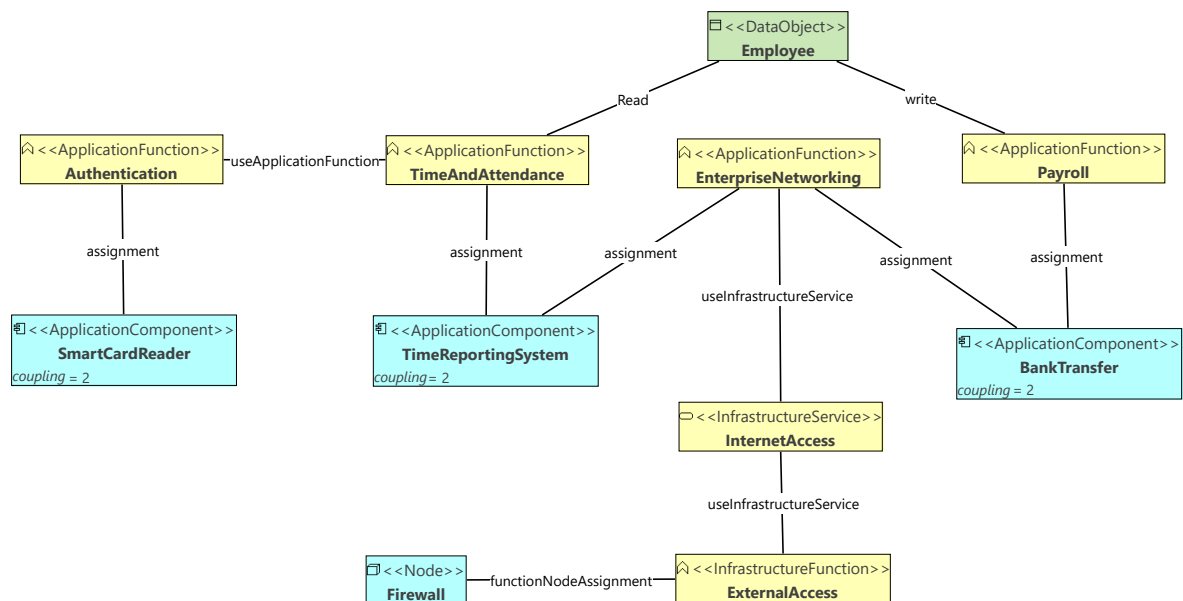 <<DataObject>>
Employee
Read
write
<<ApplicationFunction>>
Authentication
useApplicationFunction
<<ApplicationFunction>>
TimeAndAttendance
<<ApplicationFunction>>
EnterpriseNetworking
<<ApplicationFunction>>
Payroll
assignment
assignment
assignment
assignment
assignment
useInfrastructureService
<<ApplicationComponent>>
SmartCardReader
coupling = 2
<<ApplicationComponent>>
TimeReportingSystem
coupling = 2
<<ApplicationComponent>>
BankTransfer
coupling = 2
<<InfrastructureService>>
InternetAccess
useInfrastructureService
<<Node>>
Firewall
functionNodeAssignment
<<InfrastructureFunction>>
ExternalAccess